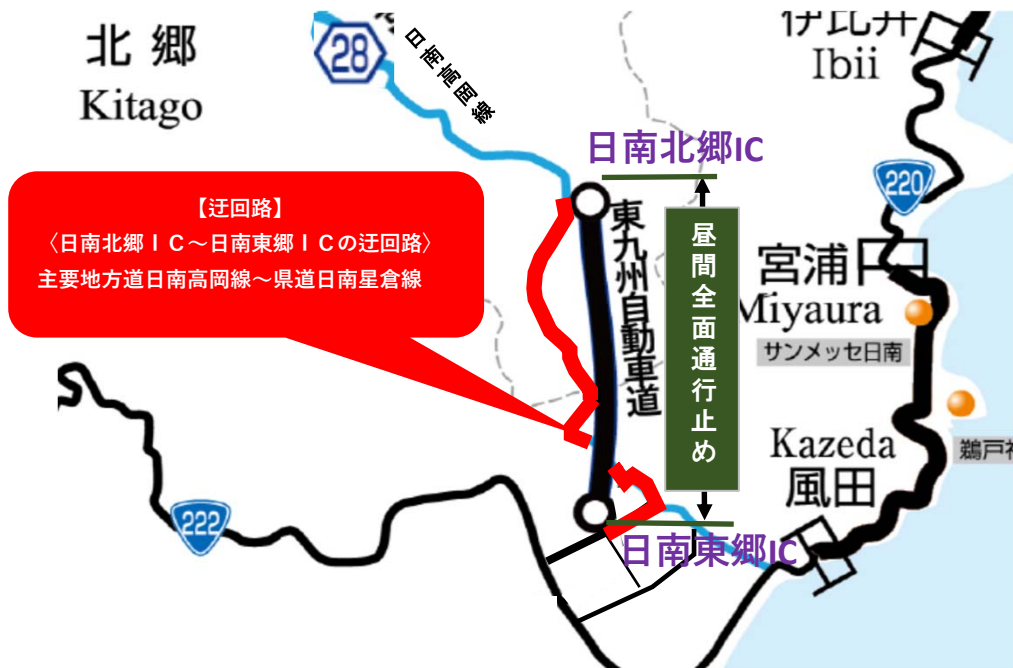 北郷
Kitago
28
日南高岡線
伊比井
Ibii
日南北郷IC
220
【迂回路】
〈日南北郷ＩＣ～日南東郷ＩＣの迂回路〉
主要地方道日南高岡線～県道日南星倉線
東九州自動車道
昼間全面通行止め
宮浦
Miyaura
サンメッセ日南
Kazeda
風田
鵜戸神
222
日南東郷IC